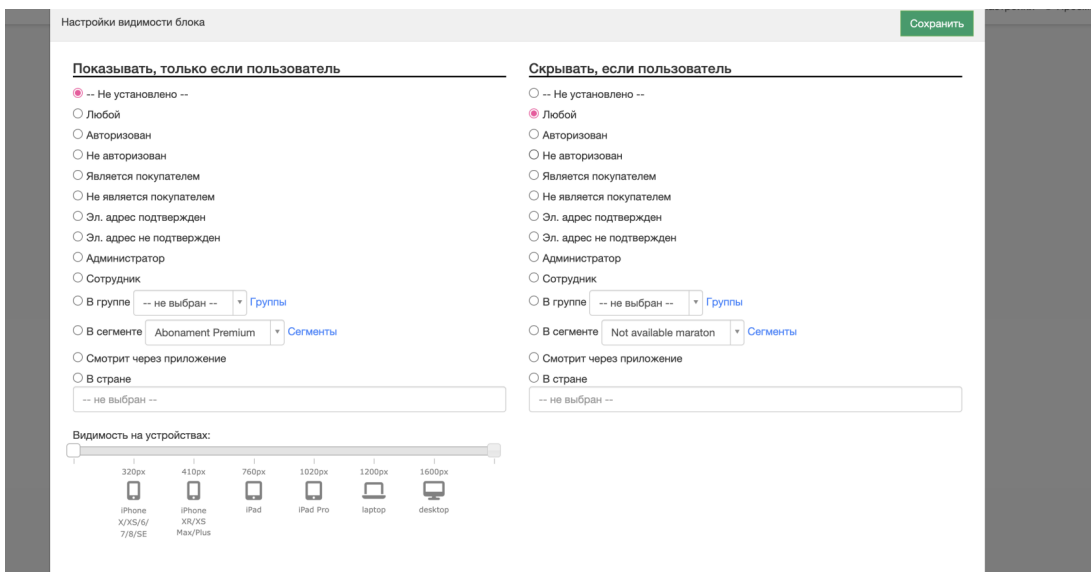 Настройки видимости блока
Сохранить
Показывать, только если пользователь
-- Не установлено --
Любой
Авторизован
Не авторизован
Является покупателем
Не является покупателем
Эл. адрес подтвержден
Эл. адрес не подтвержден
Администратор
Сотрудник
В группе -- не выбран -- Группы
В сегменте Abonament Premium Сегменты
Смотрит через приложение
В стране
-- не выбран --
Скрывать, если пользователь
-- Не установлено --
Любой
Авторизован
Не авторизован
Является покупателем
Не является покупателем
Эл. адрес подтвержден
Эл. адрес не подтвержден
Администратор
Сотрудник
В группе -- не выбран -- Группы
В сегменте Not available maraton Сегменты
Смотрит через приложение
В стране
-- не выбран --
Видимость на устройствах:
320px 410px 760px 1020px 1200px 1600px
iPhone iPhone iPad iPad Pro laptop desktop
X/XS/6/ XR/XS
7/8/SE Max/Plus